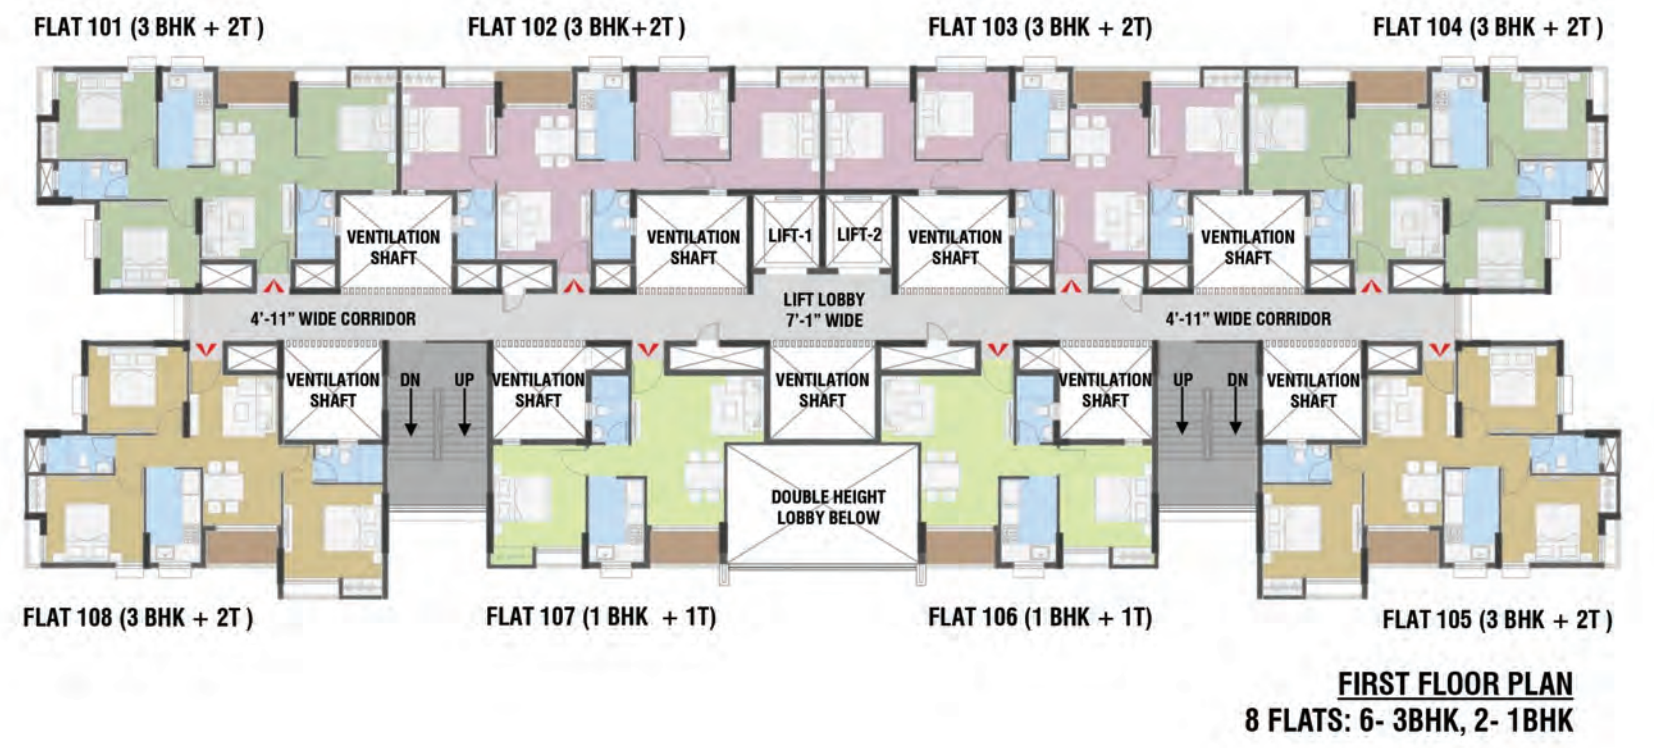 FLAT 101 (3 BHK + 2T )
FLAT 102 (3 BHK+2T )
FLAT 103 (3 BHK + 2T)
FLAT 104 (3 BHK + 2T )
VENTILATION
SHAFT
VENTILATION
SHAFT
LIFT-1
LIFT-2
VENTILATION
SHAFT
VENTILATION
SHAFT
4'-11" WIDE CORRIDOR
LIFT LOBBY
7'-1" WIDE
4'-11" WIDE CORRIDOR
VENTILATION
SHAFT
DN
UP
VENTILATION
SHAFT
VENTILATION
SHAFT
VENTILATION
SHAFT
UP
DN
VENTILATION
SHAFT
DOUBLE HEIGHT
LOBBY BELOW
FLAT 108 (3 BHK + 2T )
FLAT 107 (1 BHK + 1T)
FLAT 106 (1 BHK + 1T)
FLAT 105 (3 BHK + 2T )
FIRST FLOOR PLAN
8 FLATS: 6- 3BHK, 2- 1BHK